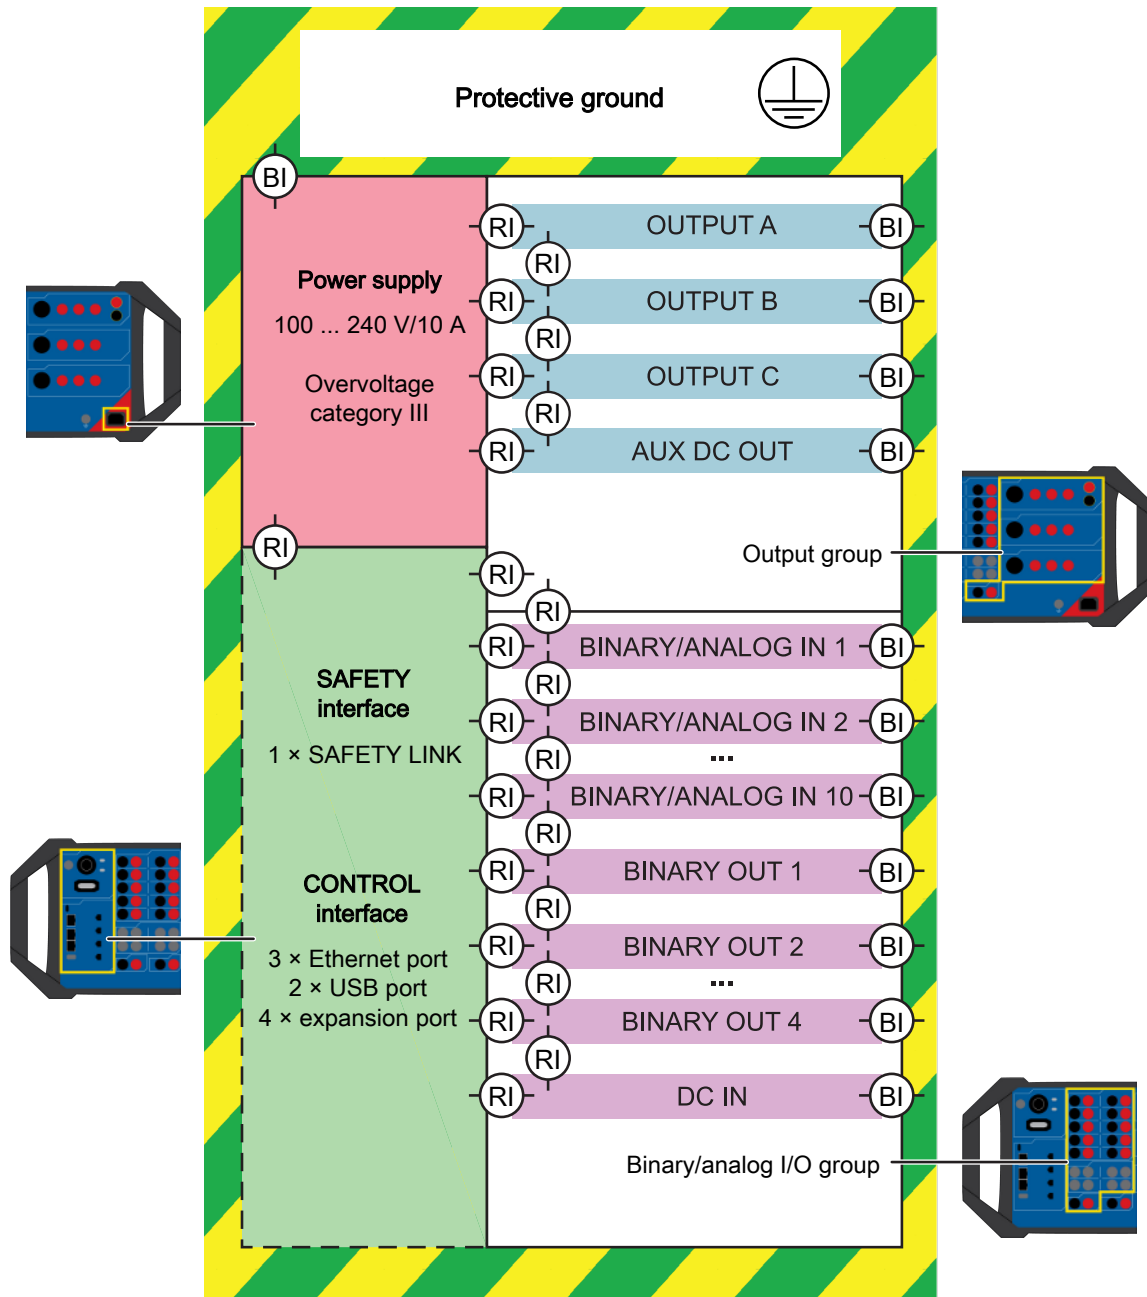 Protective ground
BI
Power supply
100 ... 240 V/10 A
Overvoltage
category III
RI
SAFETY
interface
1 × SAFETY LINK
CONTROL
interface
3 × Ethernet port
2 × USB port
4 × expansion port
RI OUTPUT A BI
RI
RI OUTPUT B BI
RI
RI OUTPUT C BI
RI
RI AUX DC OUT BI
Output group
RI
RI
RI BINARY/ANALOG IN 1 BI
RI
RI BINARY/ANALOG IN 2 BI
RI ...
RI BINARY/ANALOG IN 10 BI
RI
RI BINARY OUT 1 BI
RI
RI BINARY OUT 2 BI
RI ...
RI BINARY OUT 4 BI
RI
RI DC IN BI
Binary/analog I/O group